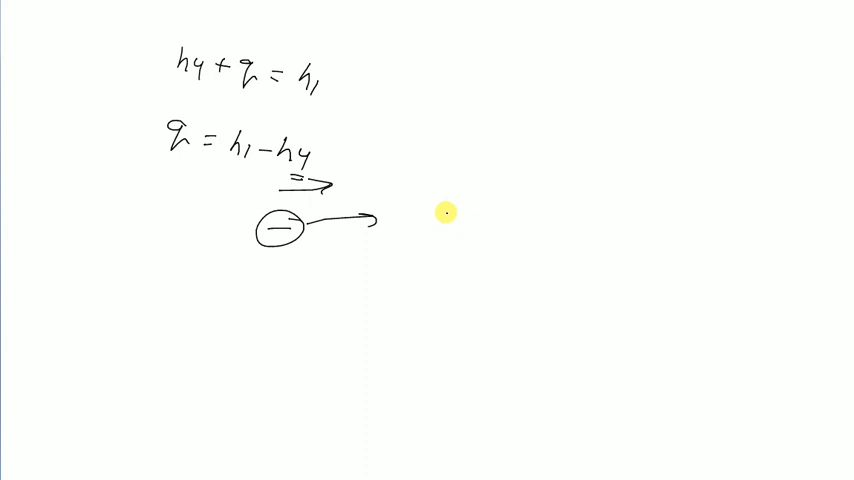 h4 + q = h1
q = h1 - h4
-